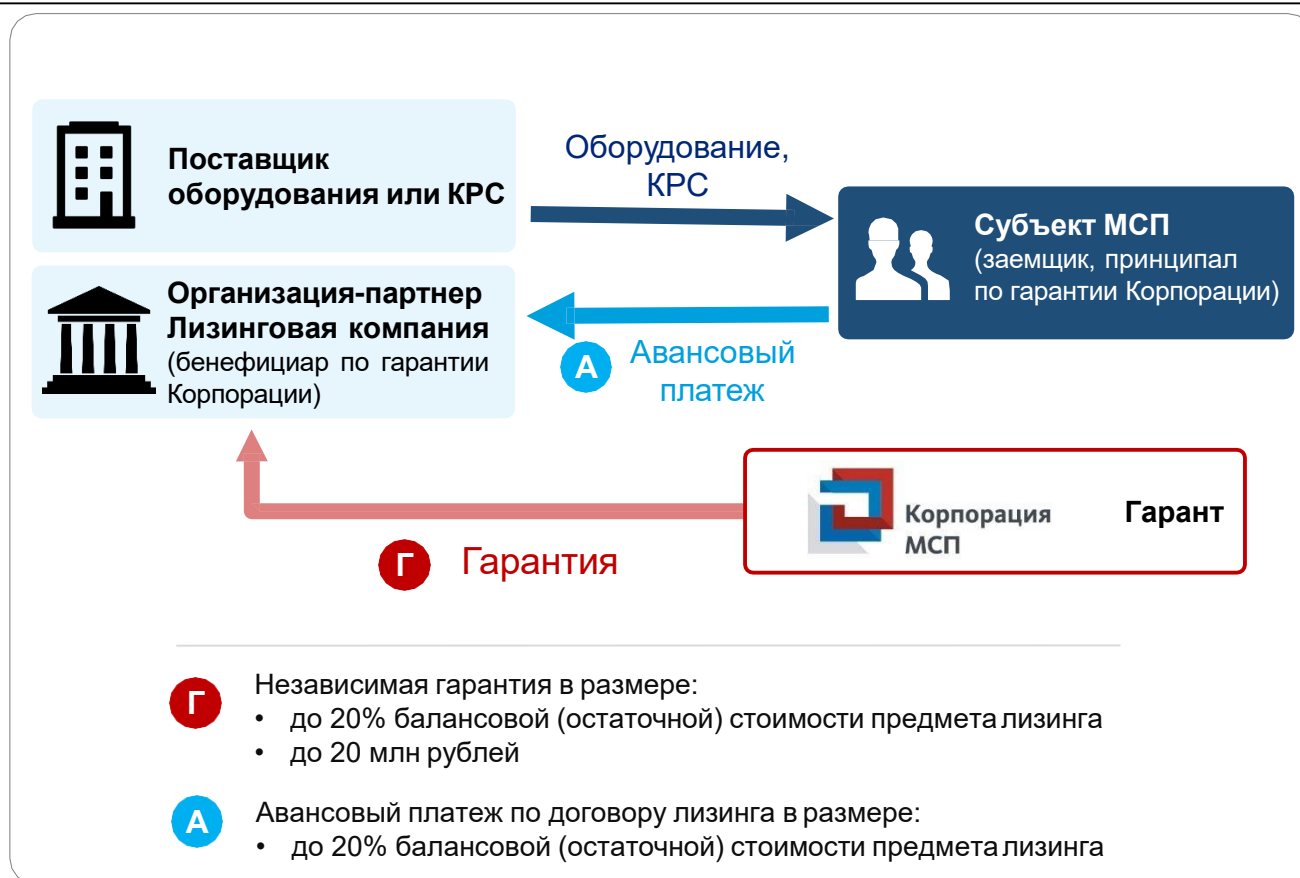 Поставщик
оборудования или КРС
Оборудование,
КРС
Субъект МСП
(заемщик, принципал
по гарантии Корпорации)
Организация-партнер
Лизинговая компания
(бенефициар по гарантии
Корпорации)
А
Авансовый
платеж
Корпорация
МСП
Гарант
Г
Гарантия
Г
Независимая гарантия в размере:
• до 20% балансовой (остаточной) стоимости предмета лизинга
• до 20 млн рублей
А
Авансовый платеж по договору лизинга в размере:
• до 20% балансовой (остаточной) стоимости предмета лизинга